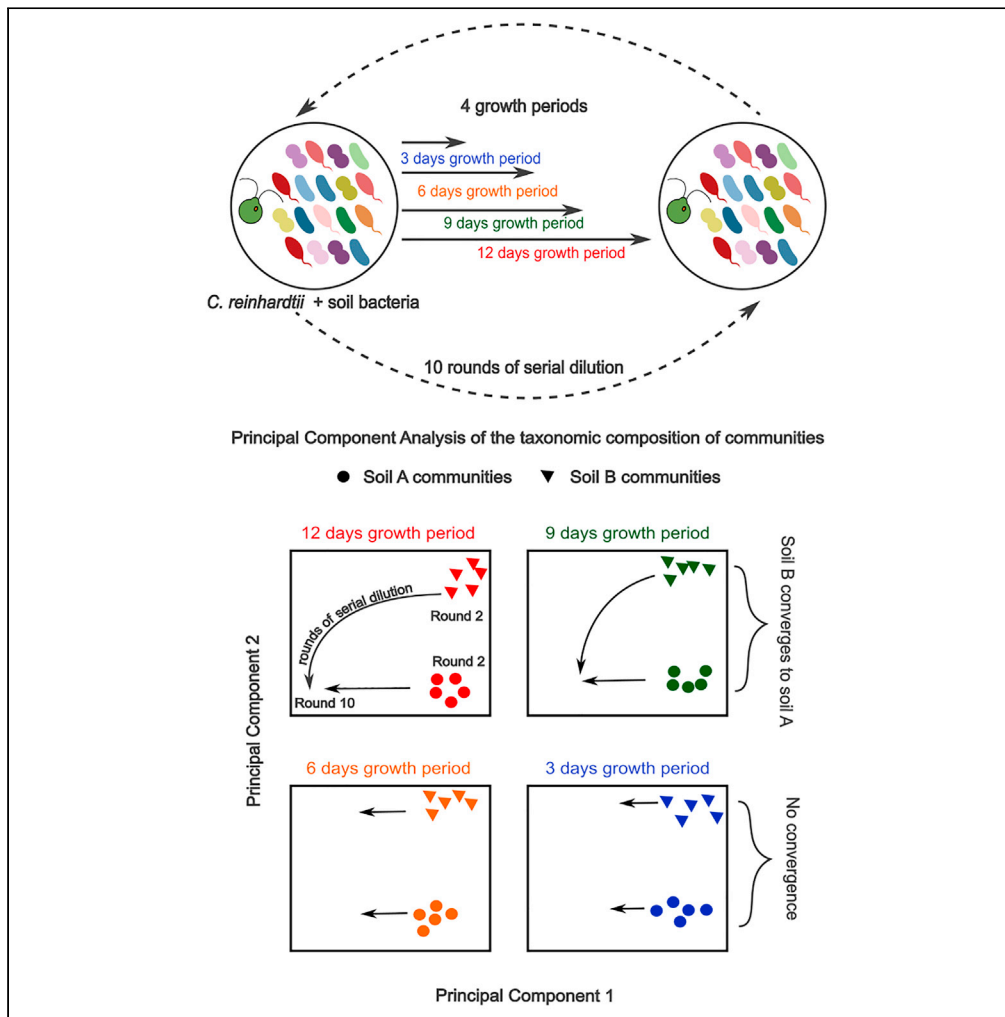 4 growth periods
3 days growth period
6 days growth period
9 days growth period
12 days growth period
C. reinhardtii + soil bacteria
10 rounds of serial dilution
Principal Component Analysis of the taxonomic composition of communities
Soil A communities
Soil B communities
12 days growth period
9 days growth period
rounds of serial dilution
Round 2
Round 2
Round 10
Soil B converges to soil A
Principal Component 2
6 days growth period
3 days growth period
No convergence
Principal Component 1